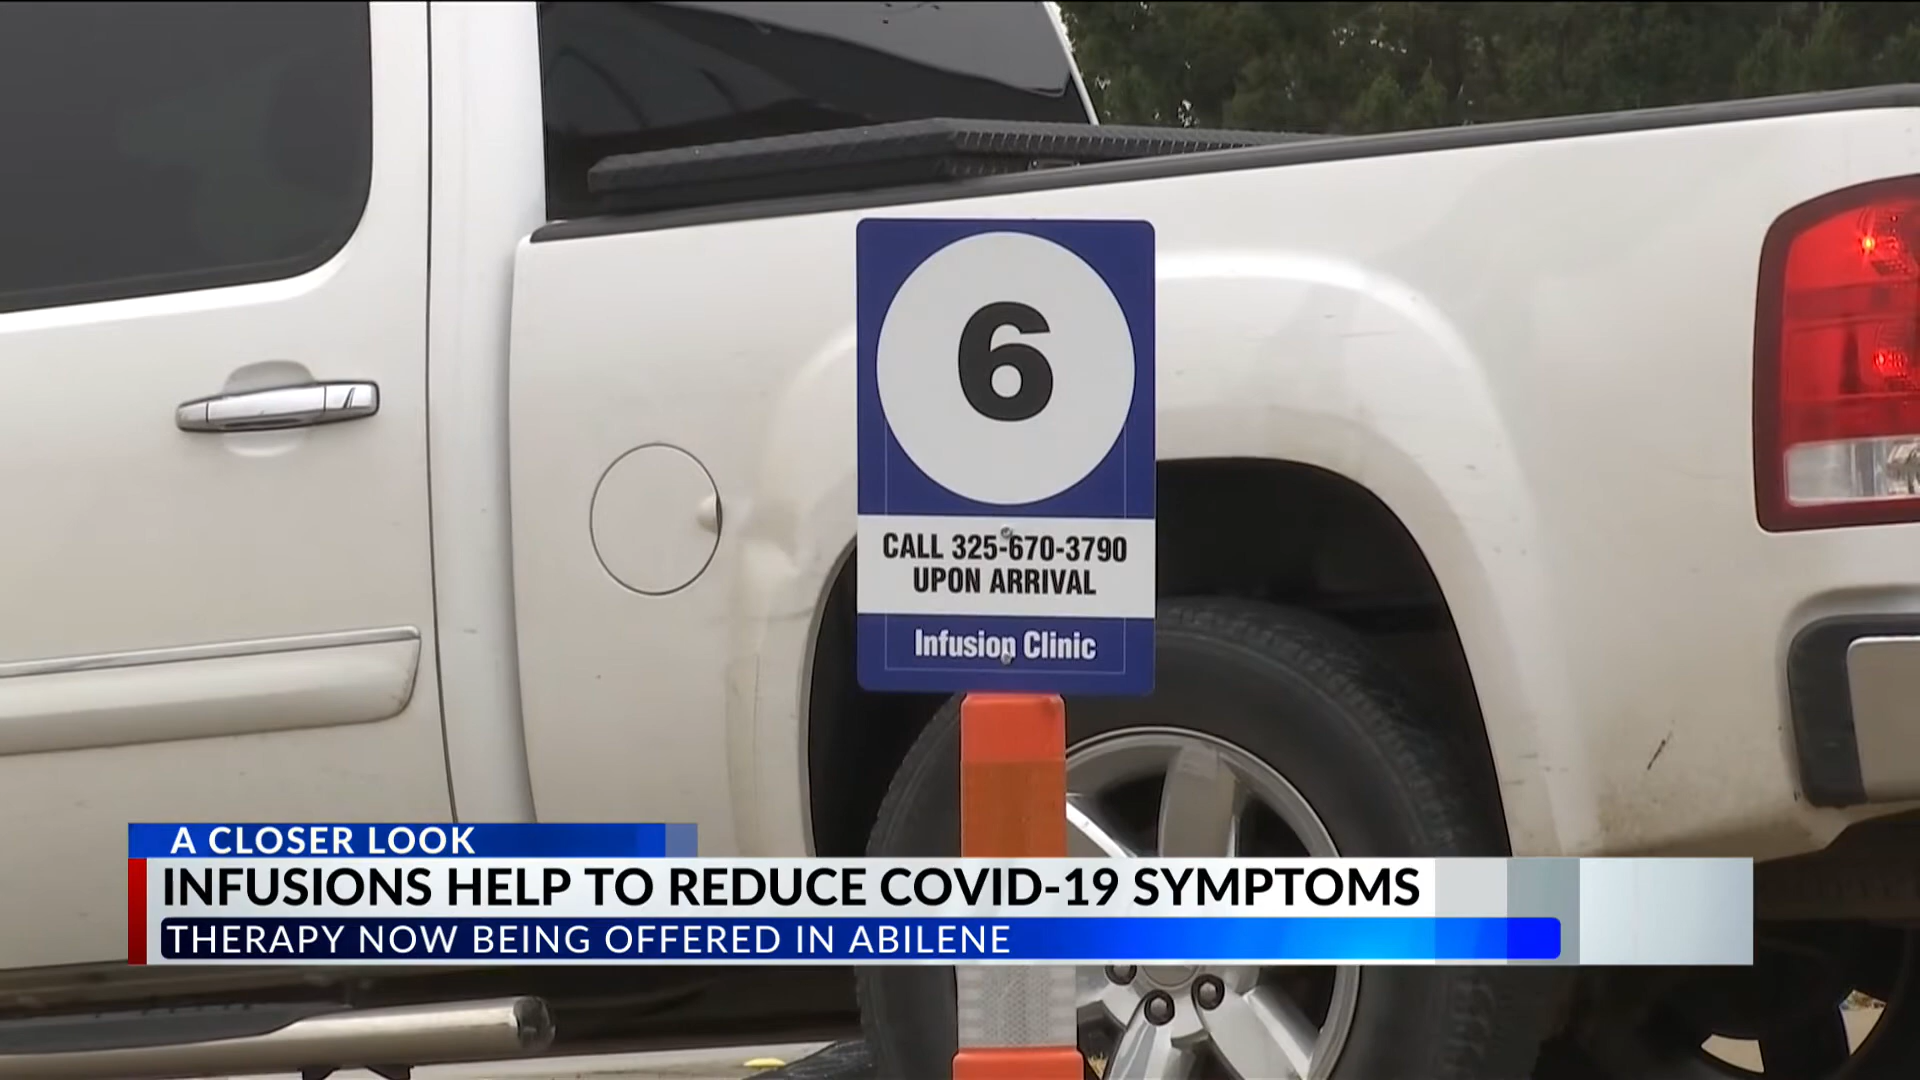 6
CALL 325-670-3790
UPON ARRIVAL
Infusion Clinic
A CLOSER LOOK
INFUSIONS HELP TO REDUCE COVID-19 SYMPTOMS
THERAPY NOW BEING OFFERED IN ABILENE